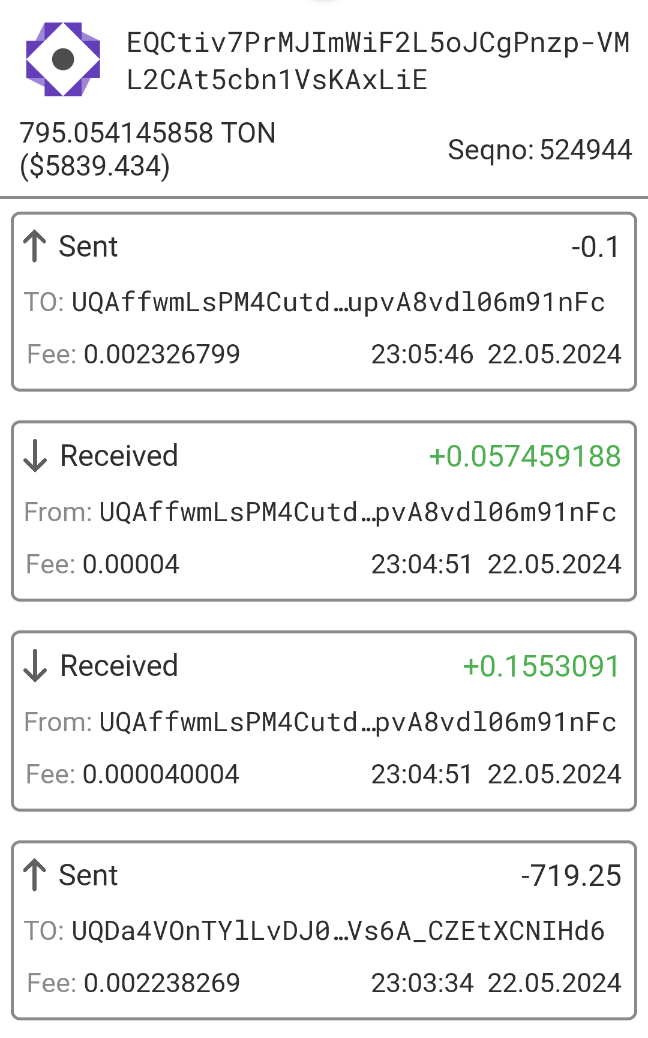 EQCtiv7PrMJImWiF2L5oJCgPnzp-VM
L2CAt5cbn1VsKAxLiE
795.054145858 TON
($5839.434)
Seqno: 524944
Sent -0.1
TO: UQAffwmLsPM4Cutd…upvA8vdl06m91nFc
Fee: 0.002326799 23:05:46 22.05.2024
Received +0.057459188
From: UQAffwmLsPM4Cutd…pvA8vdl06m91nFc
Fee: 0.00004 23:04:51 22.05.2024
Received +0.1553091
From: UQAffwmLsPM4Cutd…pvA8vdl06m91nFc
Fee: 0.000040004 23:04:51 22.05.2024
Sent -719.25
TO: UQDa4VOnTYlLvDJ0…Vs6A_CZEtXCNIHd6
Fee: 0.002238269 23:03:34 22.05.2024